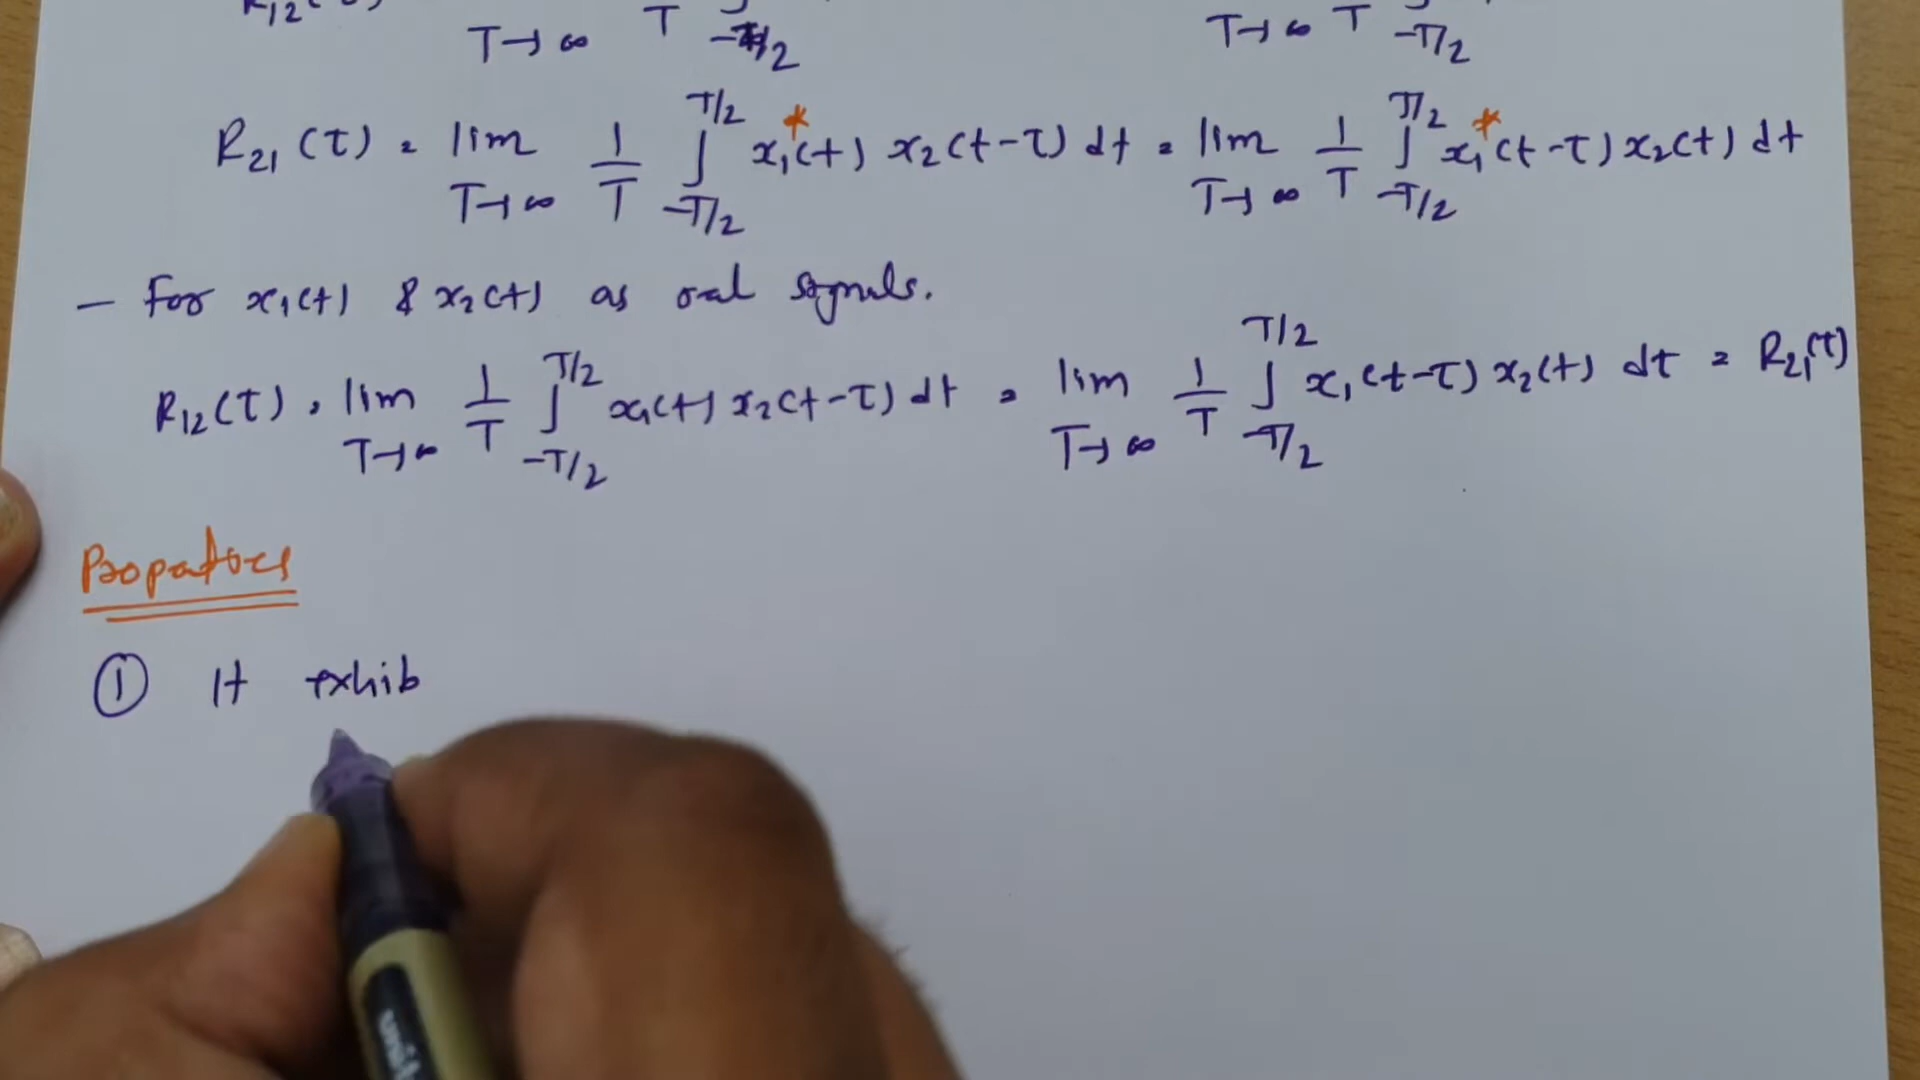 R12(τ)
T→∞ T -T/2 T→∞ T -T/2
R21(τ) = lim T→∞ 1/T ∫ T/2 -T/2 x1*(t) x2(t-τ) dt = lim T→∞ 1/T ∫ T/2 -T/2 x1*(t-τ) x2(t) dt
– For x1(t) & x2(t) as real signals.
R12(τ) = lim T→∞ 1/T ∫ T/2 -T/2 x1(t) x2(t-τ) dt = lim T→∞ 1/T ∫ T/2 -T/2 x1(t-τ) x2(t) dt = R21(τ)
Properties
① It exhib
uni